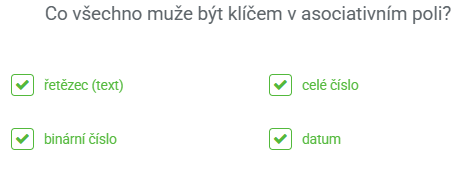 Co všechno muže být klíčem v asociativním poli?
řetězec (text)
celé číslo
binární číslo
datum